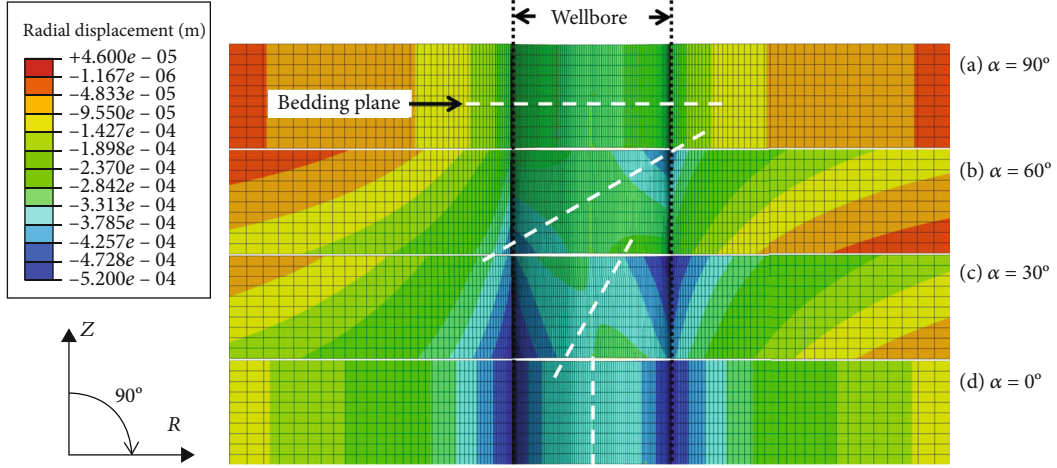 Wellbore
Radial displacement (m)
+4.600e – 05
–1.167e – 06
–4.833e – 05
–9.550e – 05
–1.427e – 04
–1.898e – 04
–2.370e – 04
–2.842e – 04
–3.313e – 04
–3.785e – 04
–4.257e – 04
–4.728e – 04
–5.200e – 04
Bedding plane
(a) α = 90º
(b) α = 60º
(c) α = 30º
(d) α = 0º
Z
90º
R